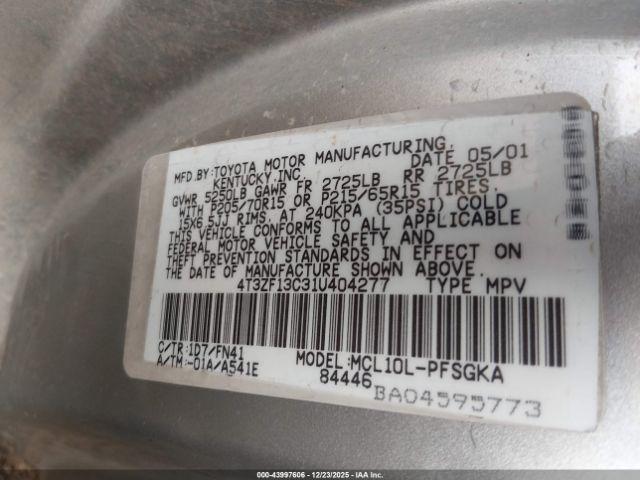 MFD.BY:TOYOTA MOTOR MANUFACTURING,
KENTUCKY,INC. DATE 05/01
GVWR 5250LB GAWR FR 2725LB RR 2725LB
WITH P205/70R15 OR P215/65R15 TIRES.
15X6.5JJ RIMS. AT 240KPA (35PSI) COLD
THIS VEHICLE CONFORMS TO ALL APPLICABLE
FEDERAL MOTOR VEHICLE SAFETY AND
THEFT PREVENTION STANDARDS IN EFFECT ON
THE DATE OF MANUFACTURE SHOWN ABOVE.
4T3ZF13C31U404277 TYPE MPV
C/TR:1D7/FN41 MODEL:MCL10L-PFSGKA
A/TM:-01A/A541E 84446
BA04595773
000-43997606 - 12/23/2025 - IAA Inc.